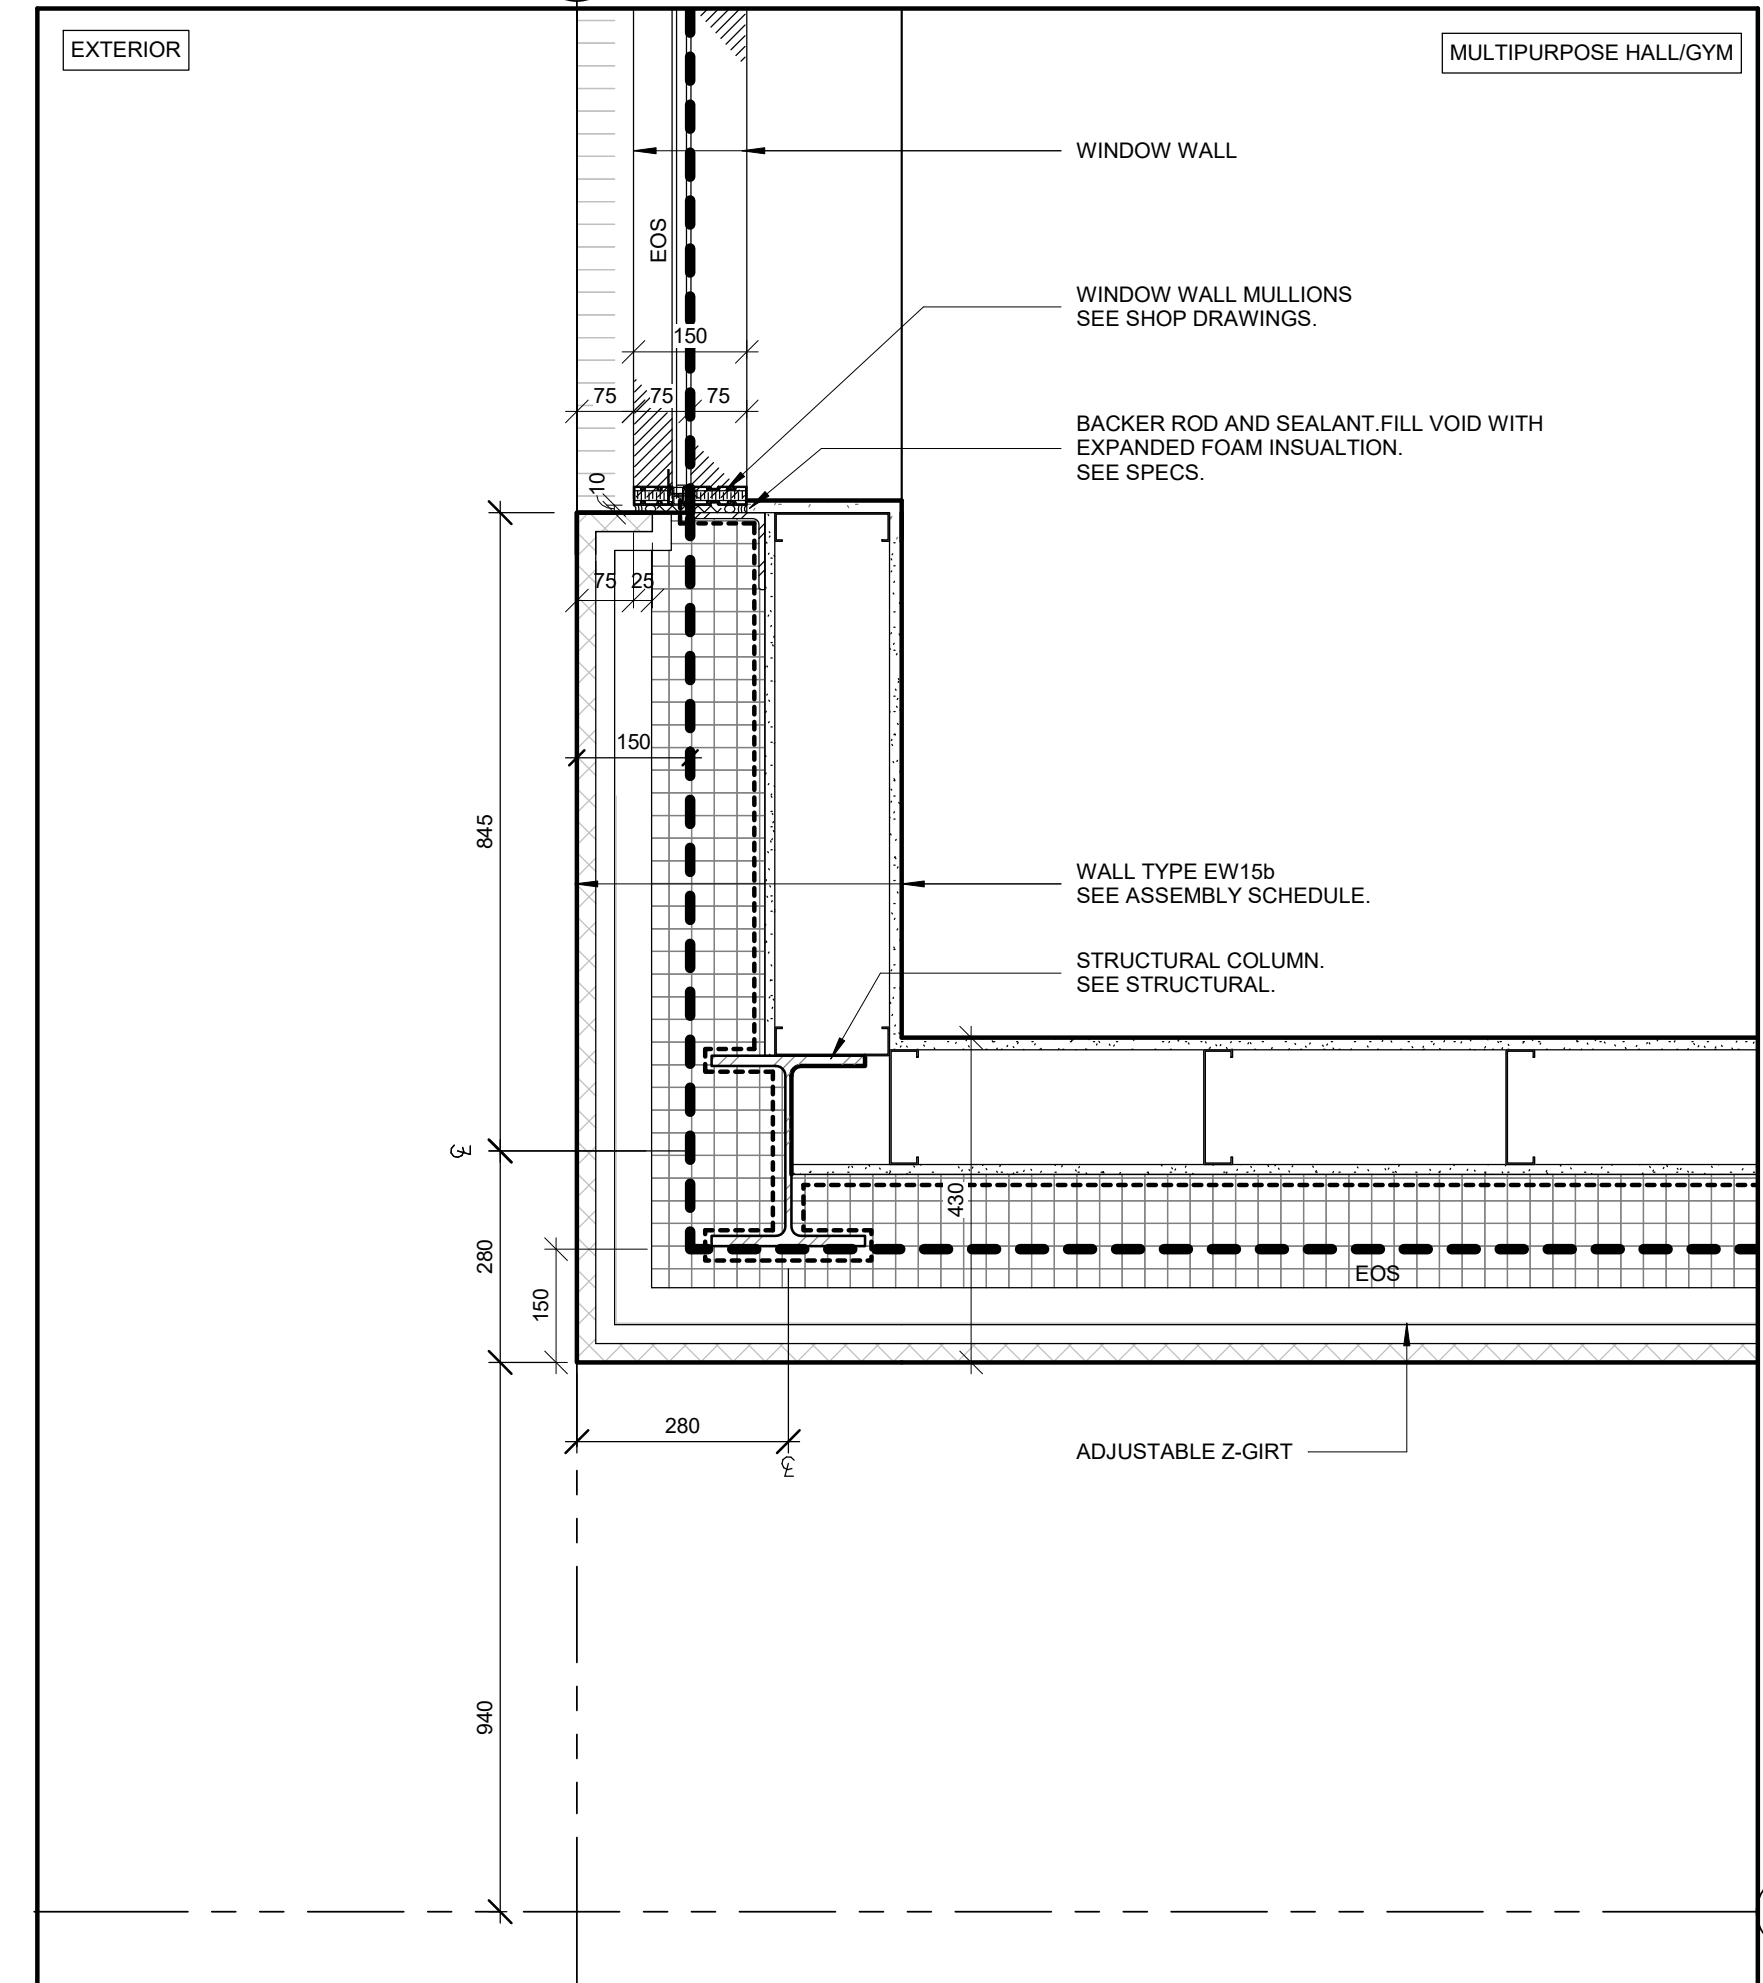 EXTERIOR
MULTIPURPOSE HALL/GYM
WINDOW WALL
EOS
WINDOW WALL MULLIONS
SEE SHOP DRAWINGS.
150
75 75 75
BACKER ROD AND SEALANT.FILL VOID WITH
EXPANDED FOAM INSUALTION.
SEE SPECS.
10
75 25
150
845
WALL TYPE EW15b
SEE ASSEMBLY SCHEDULE.
STRUCTURAL COLUMN.
SEE STRUCTURAL.
℄
430
280
EOS
150
280
℄
ADJUSTABLE Z-GIRT
940